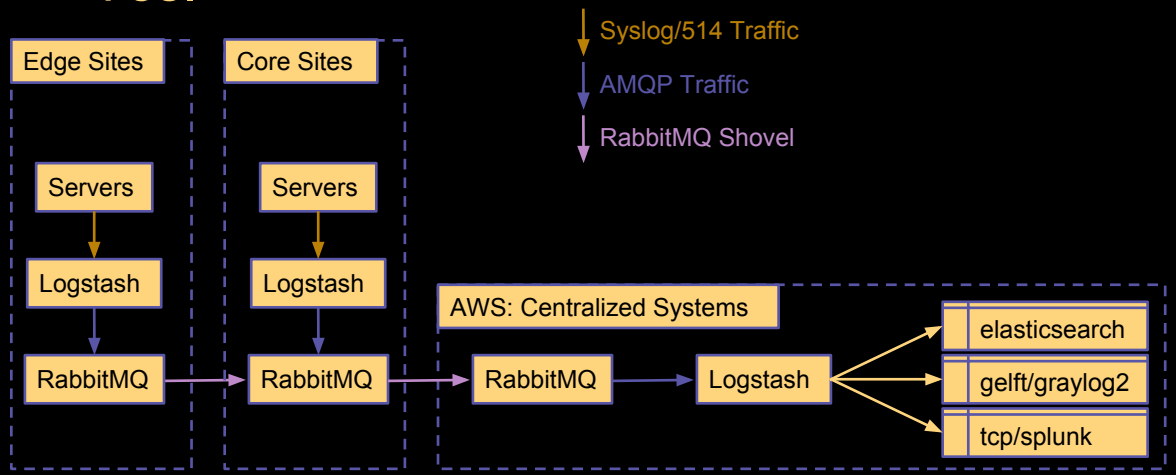 Edge Sites
Core Sites
Syslog/514 Traffic
AMQP Traffic
RabbitMQ Shovel
Servers
Servers
Logstash
Logstash
AWS: Centralized Systems
RabbitMQ
RabbitMQ
RabbitMQ
Logstash
elasticsearch
gelft/graylog2
tcp/splunk